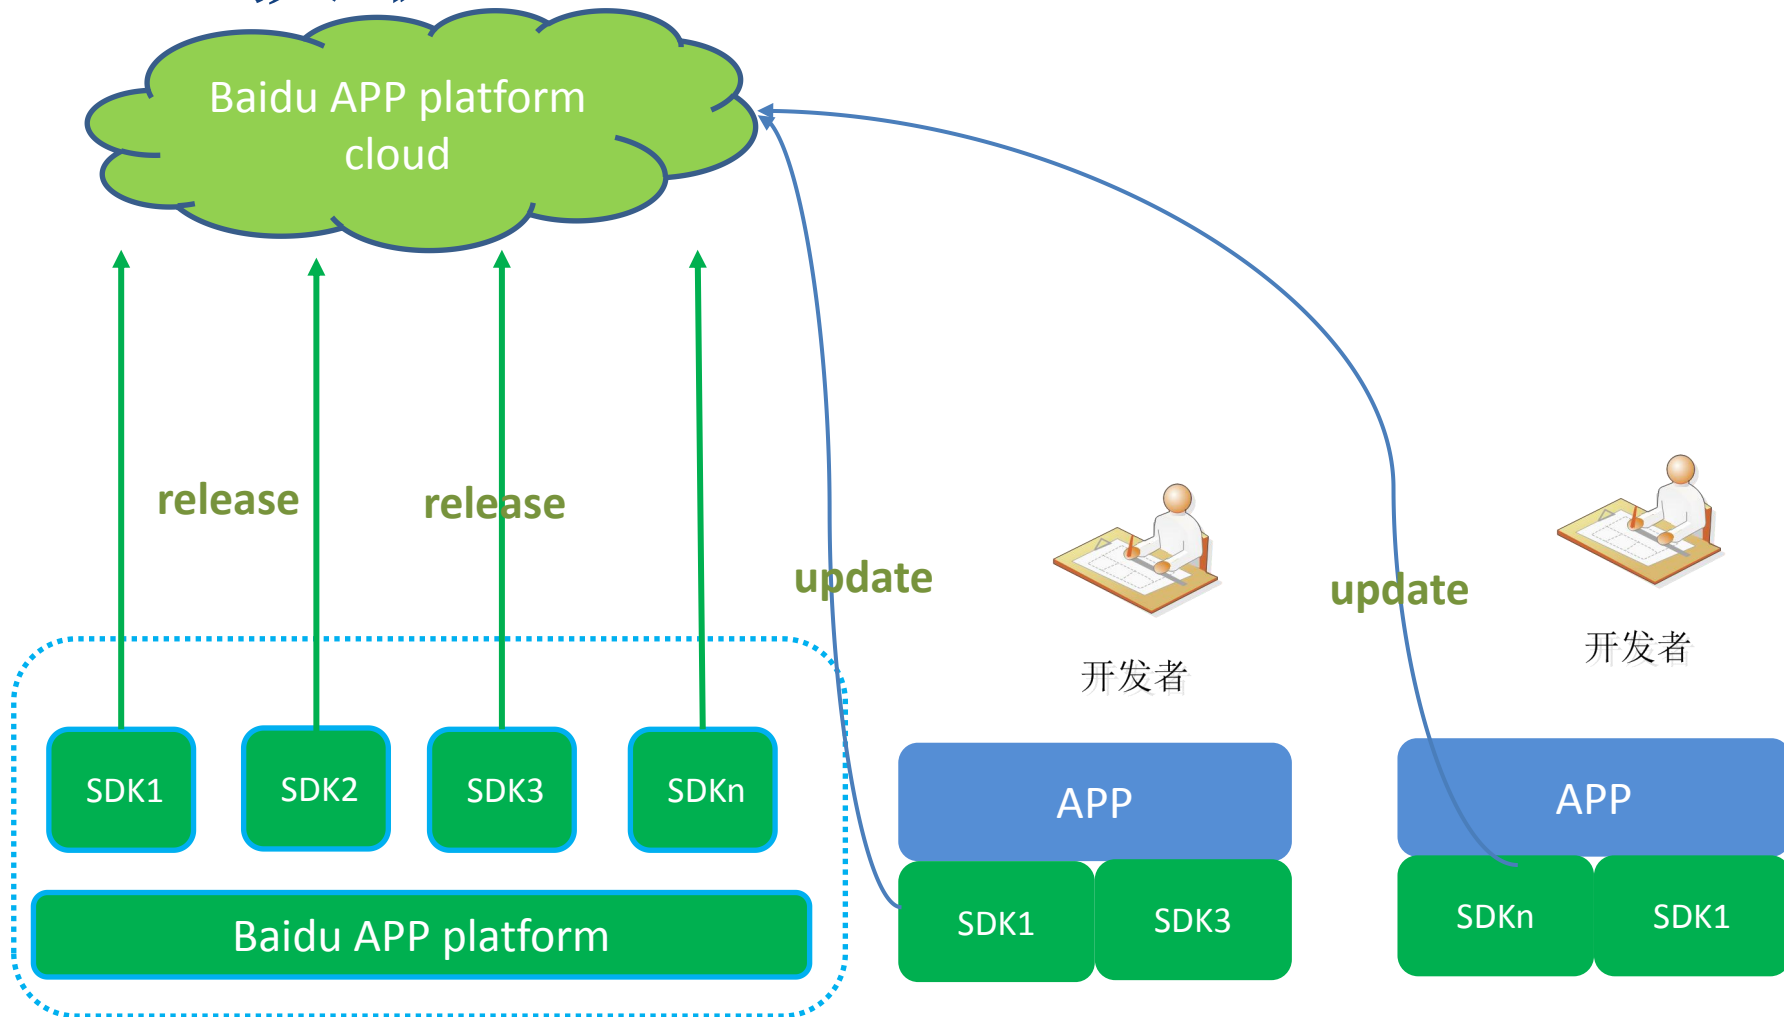 Baidu APP platform
cloud
release
release
update
update
开发者
开发者
SDK1
SDK2
SDK3
SDKn
APP
APP
Baidu APP platform
SDK1
SDK3
SDKn
SDK1